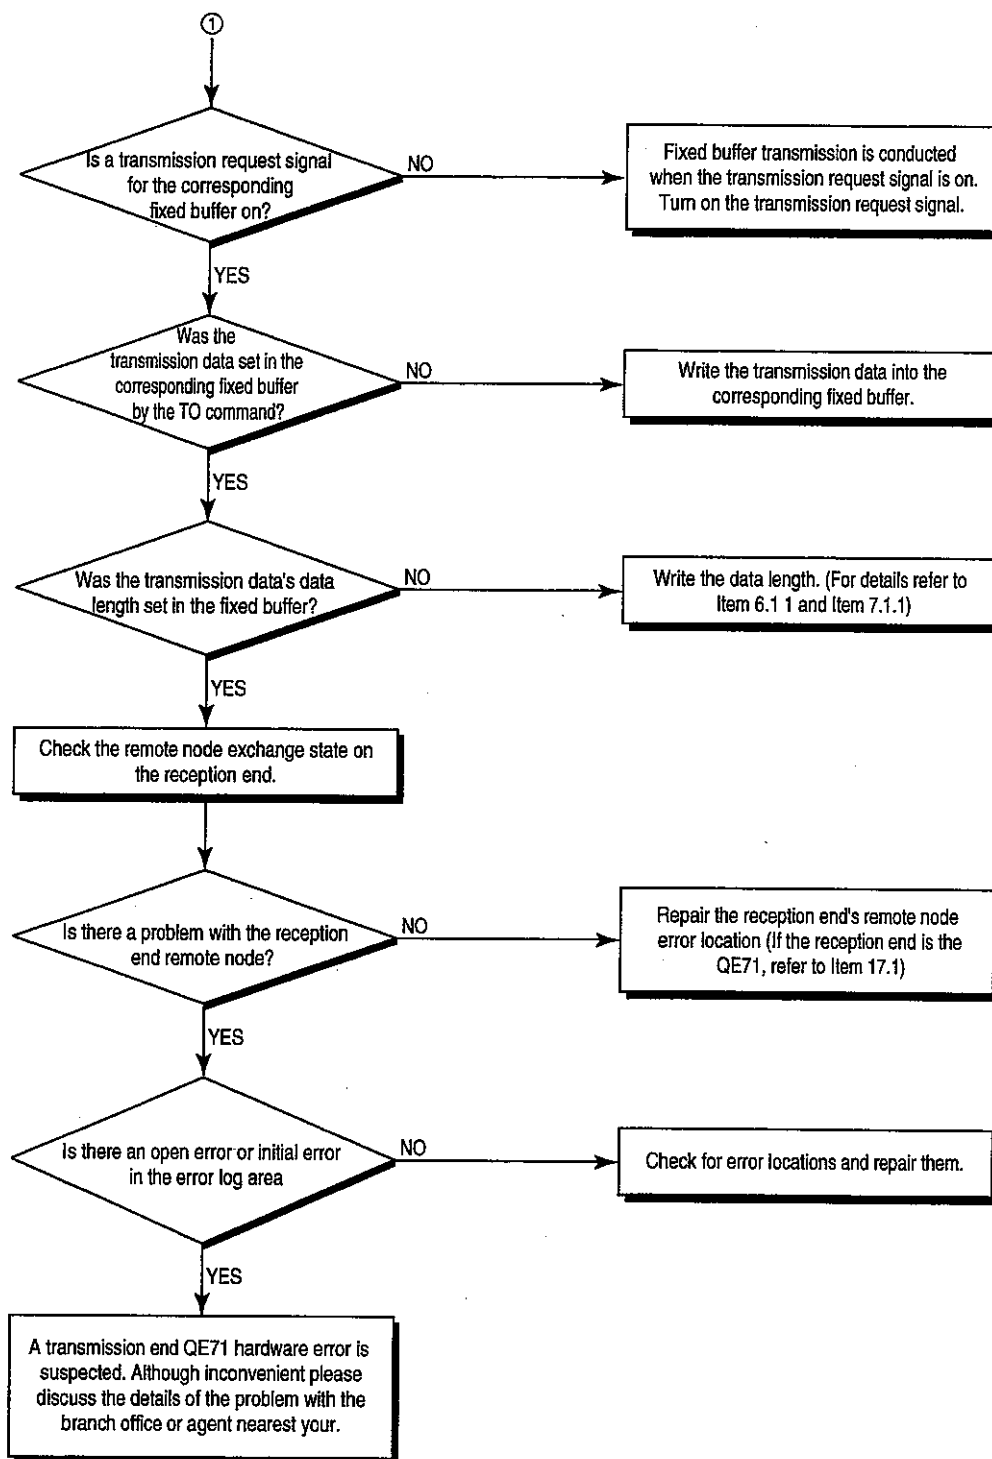 ①
Is a transmission request signal
for the corresponding
fixed buffer on?
NO
Fixed buffer transmission is conducted
when the transmission request signal is on.
Turn on the transmission request signal.
YES
Was the
transmission data set in
the corresponding fixed buffer
by the TO command?
NO
Write the transmission data into the
corresponding fixed buffer.
YES
Was the transmission data's data
length set in the fixed buffer?
NO
Write the data length. (For details refer to
Item 6.1 1 and Item 7.1.1)
YES
Check the remote node exchange state on
the reception end.
Is there a problem with the reception
end remote node?
NO
Repair the reception end's remote node
error location (If the reception end is the
QE71, refer to Item 17.1)
YES
Is there an open error or initial error
in the error log area
NO
Check for error locations and repair them.
YES
A transmission end QE71 hardware error is
suspected. Although inconvenient please
discuss the details of the problem with the
branch office or agent nearest your.